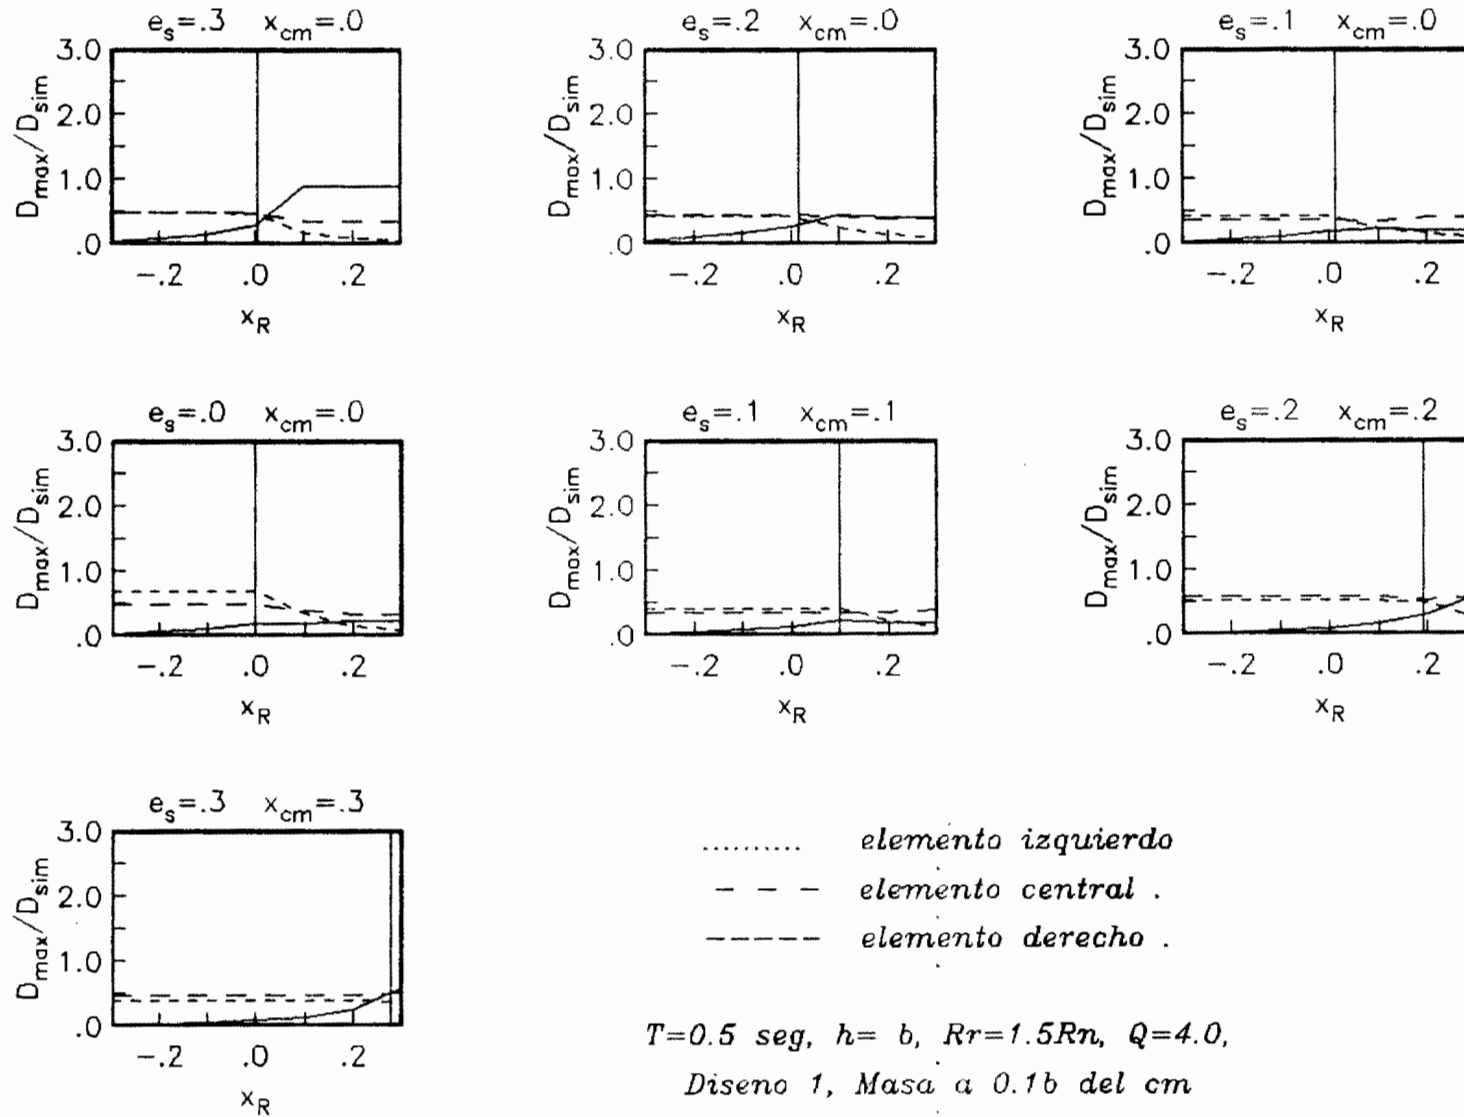 e_s=.3 x_cm=.0
D_max/D_sim
3.0
2.0
1.0
.0
-.2 .0 .2
x_R
e_s=.2 x_cm=.0
D_max/D_sim
3.0
2.0
1.0
.0
-.2 .0 .2
x_R
e_s=.1 x_cm=.0
D_max/D_sim
3.0
2.0
1.0
.0
-.2 .0 .2
x_R
e_s=.0 x_cm=.0
D_max/D_sim
3.0
2.0
1.0
.0
-.2 .0 .2
x_R
e_s=.1 x_cm=.1
D_max/D_sim
3.0
2.0
1.0
.0
-.2 .0 .2
x_R
e_s=.2 x_cm=.2
D_max/D_sim
3.0
2.0
1.0
.0
-.2 .0 .2
x_R
e_s=.3 x_cm=.3
D_max/D_sim
3.0
2.0
1.0
.0
-.2 .0 .2
x_R
elemento izquierdo
elemento central .
elemento derecho .
T=0.5 seg, h= b, Rr=1.5Rn, Q=4.0,
Diseno 1, Masa a 0.1b del cm